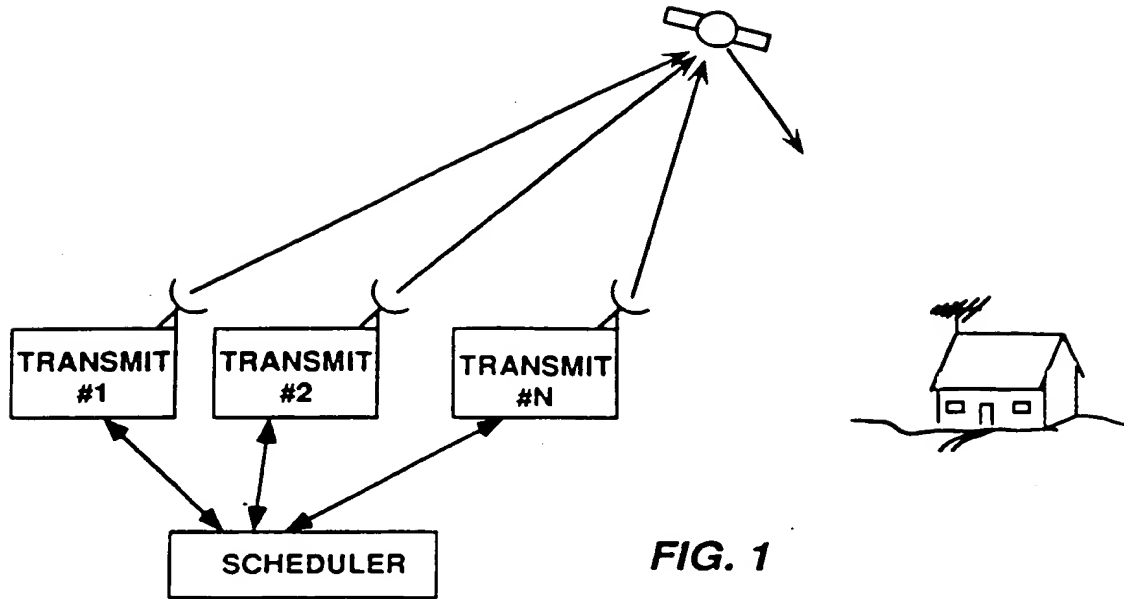 TRANSMIT
#1
TRANSMIT
#2
TRANSMIT
#N
SCHEDULER
FIG. 1